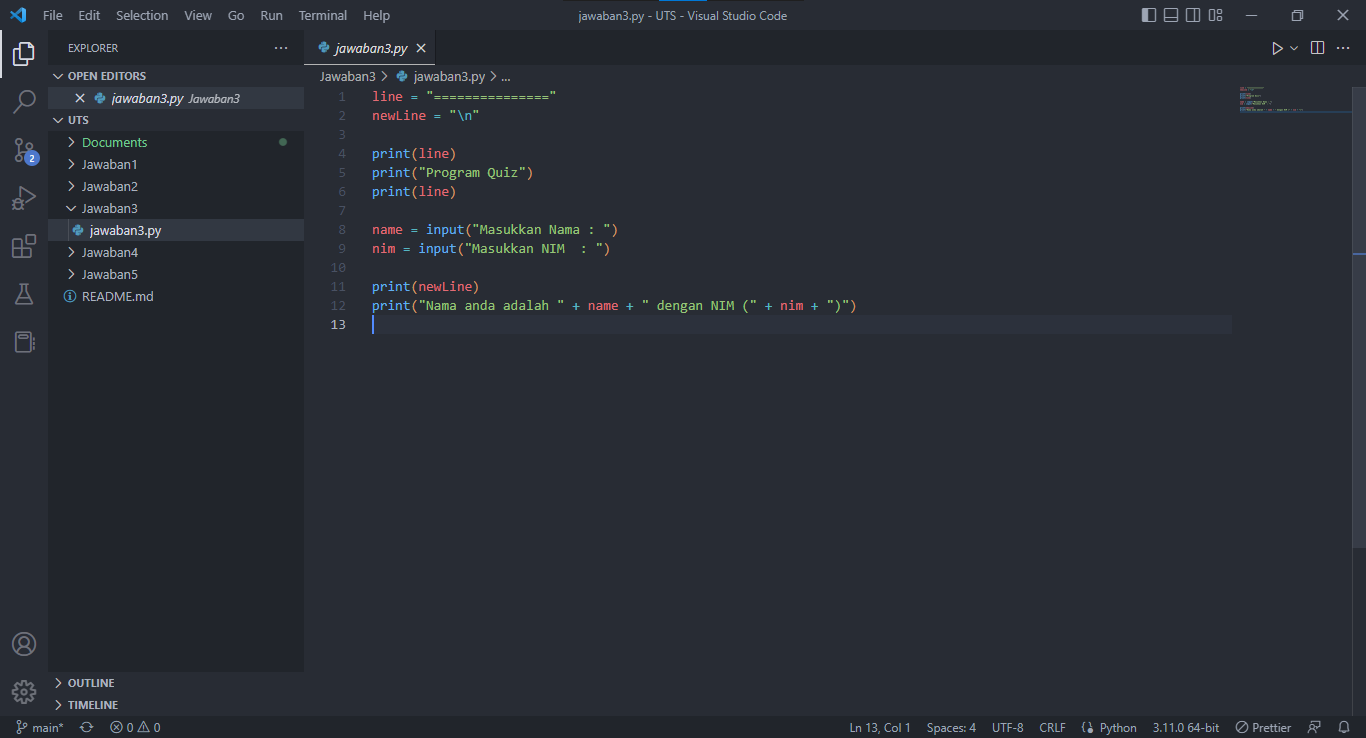 File Edit Selection View Go Run Terminal Help
jawaban3.py - UTS - Visual Studio Code
EXPLORER
OPEN EDITORS
jawaban3.py Jawaban3
UTS
Documents
Jawaban1
Jawaban2
Jawaban3
jawaban3.py
Jawaban4
Jawaban5
README.md
OUTLINE
TIMELINE
2
jawaban3.py
Jawaban3 > jawaban3.py > ...
1 line = "==============="
2 newLine = "\n"
3
4 print(line)
5 print("Program Quiz")
6 print(line)
7
8 name = input("Masukkan Nama : ")
9 nim = input("Masukkan NIM  : ")
10
11 print(newLine)
12 print("Nama anda adalah " + name + " dengan NIM (" + nim + ")")
13
main* 0 0 Ln 13, Col 1 Spaces: 4 UTF-8 CRLF Python 3.11.0 64-bit Prettier